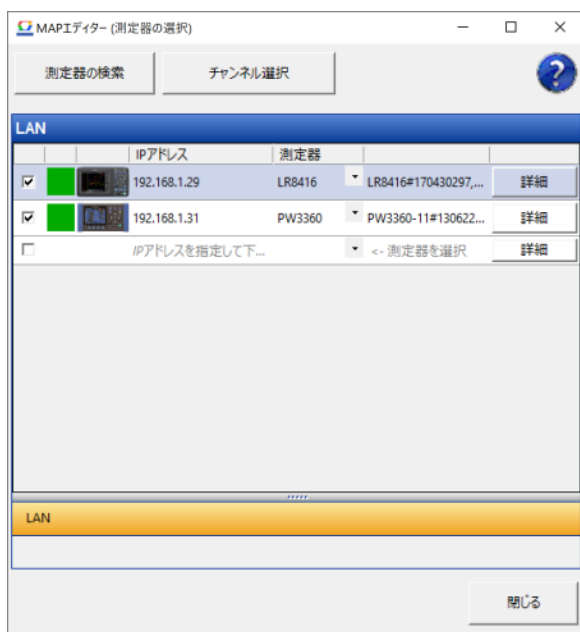 MAPエディター (測定器の選択)
測定器の検索 チャンネル選択
LAN
IPアドレス 測定器
192.168.1.29 LR8416 LR8416#170430297,... 詳細
192.168.1.31 PW3360 PW3360-11#130622... 詳細
IPアドレスを指定して下... <- 測定器を選択 詳細
LAN
閉じる